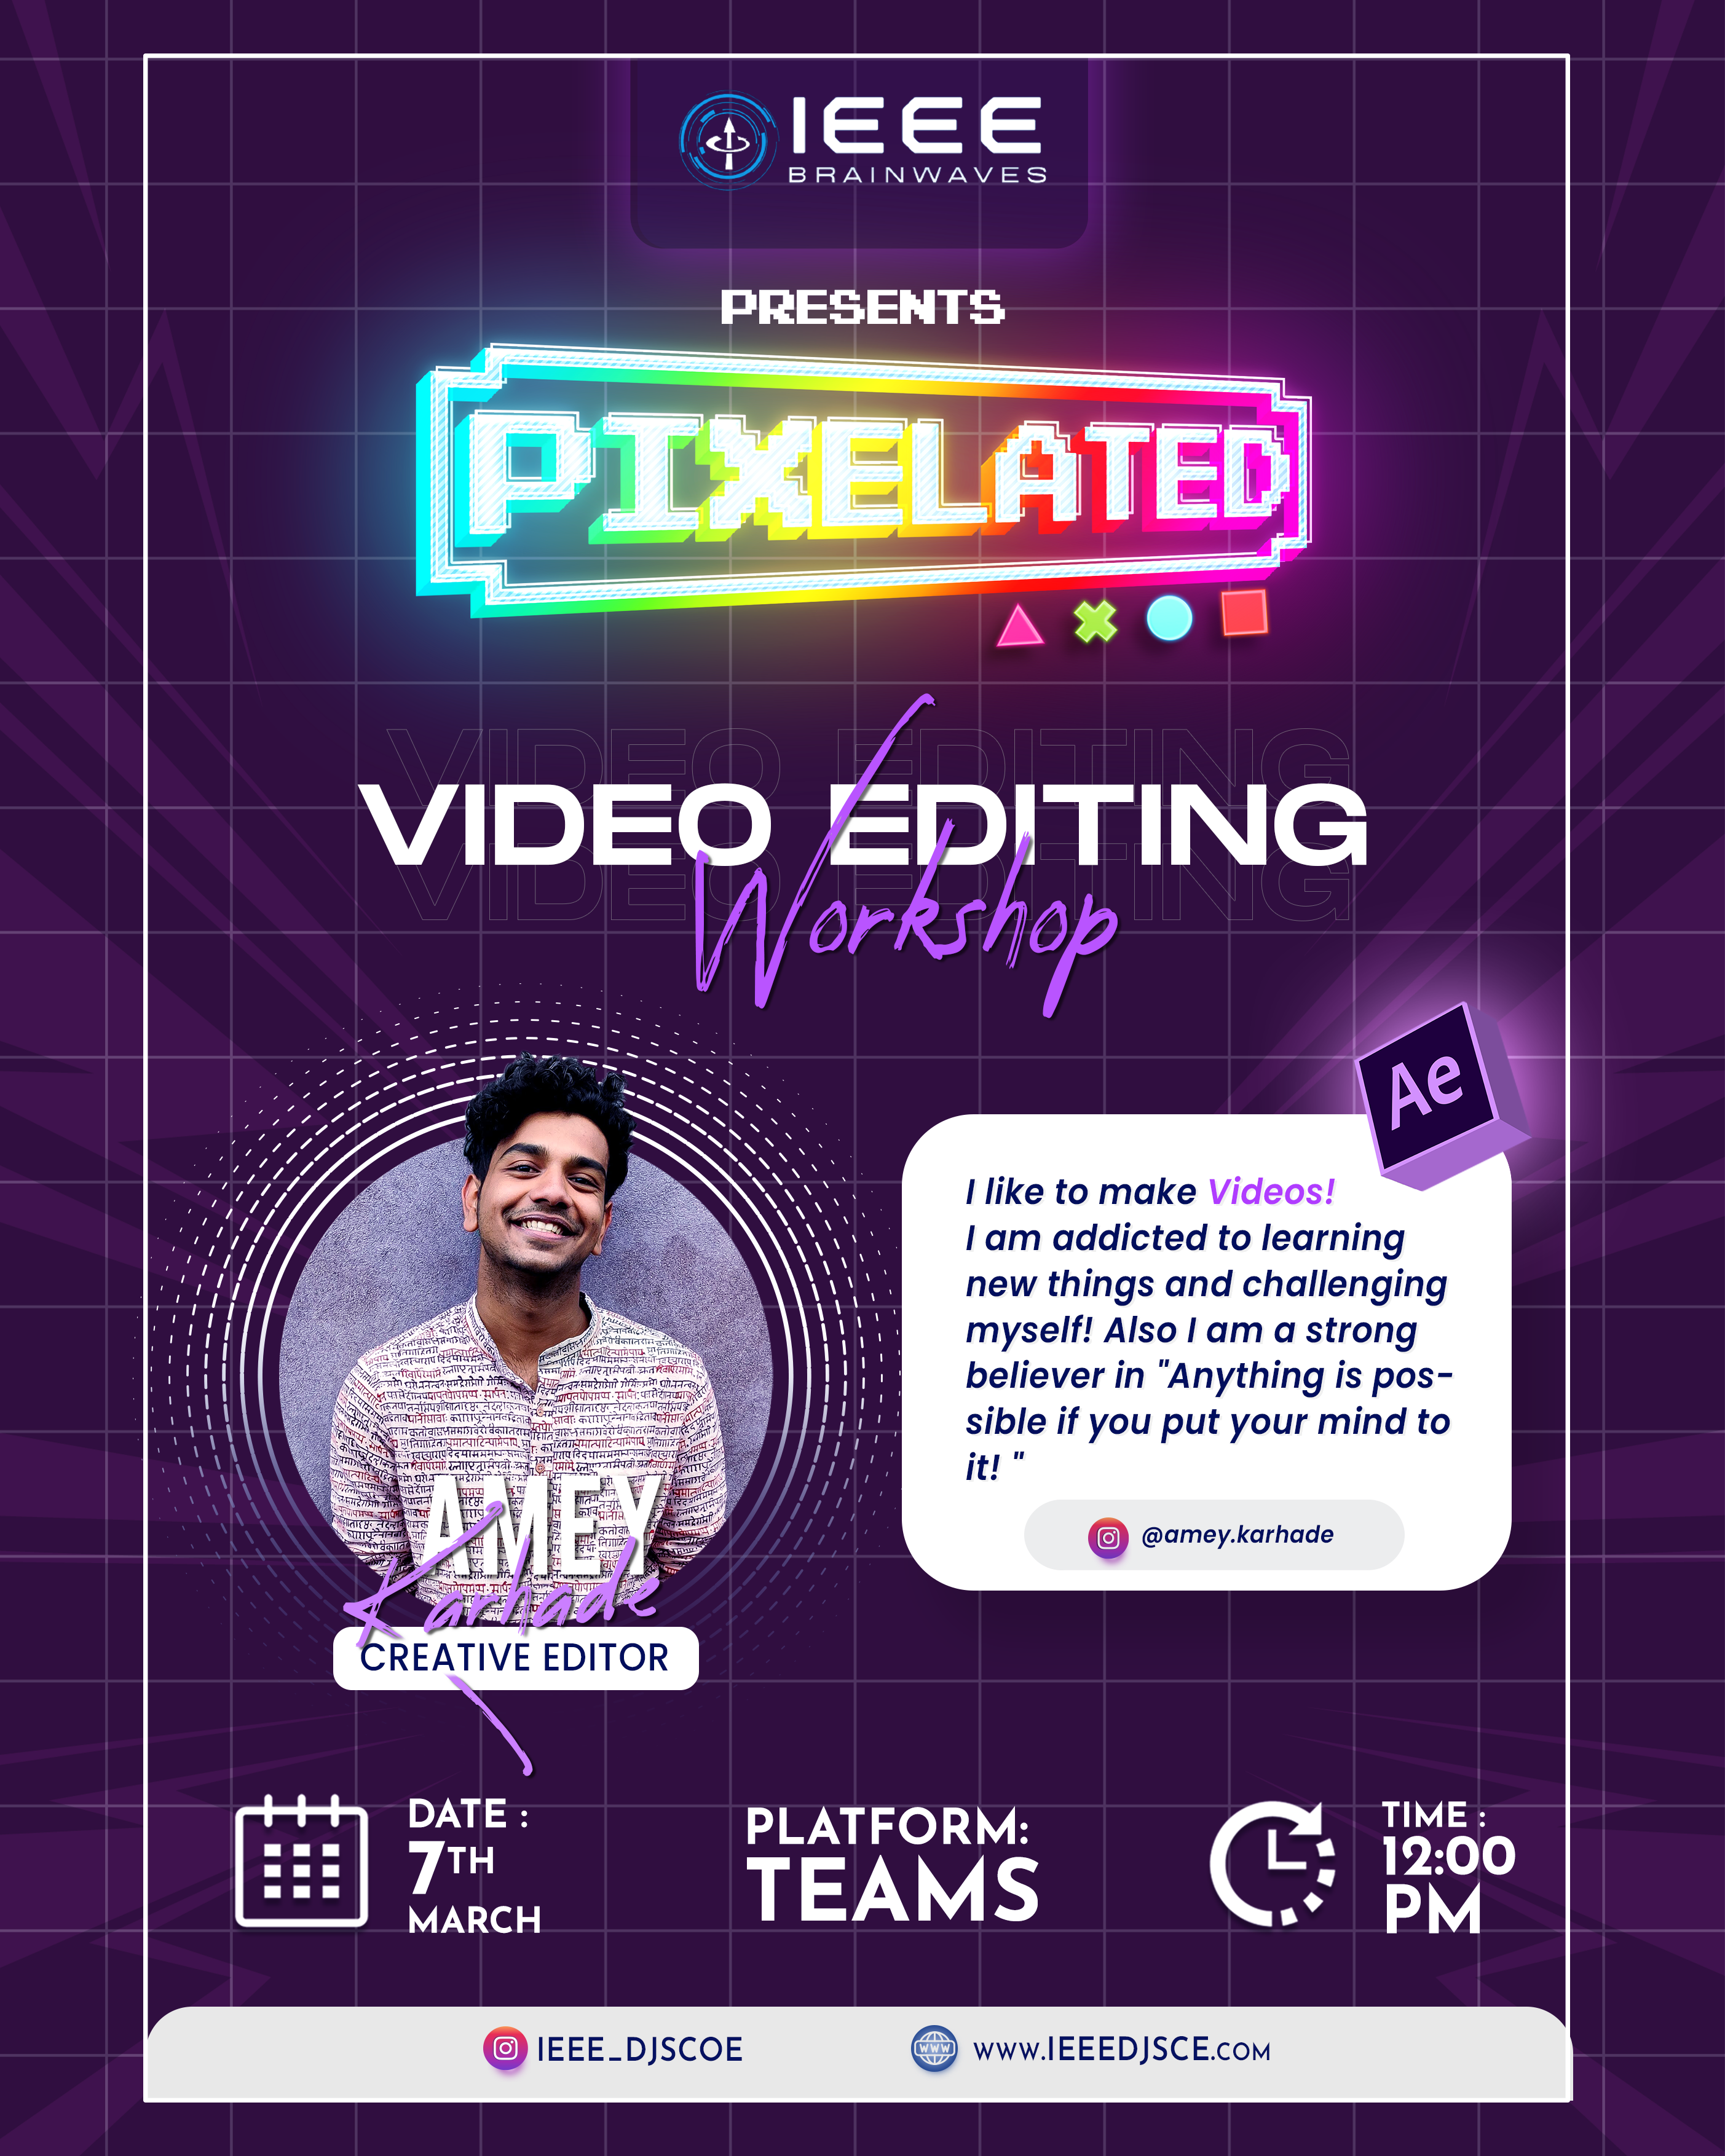 IEEE
BRAINWAVES
PRESENTS
PIXELATED
VIDEO EDITING
Workshop
Ae
I like to make Videos!
I am addicted to learning
new things and challenging
myself! Also I am a strong
believer in "Anything is pos-
sible if you put your mind to
it! "
@amey.karhade
AMEY
Karhade
CREATIVE EDITOR
DATE :
7TH
MARCH
PLATFORM:
TEAMS
TIME :
12:00
PM
IEEE_DJSCOE
WWW.IEEEDJSCE.COM